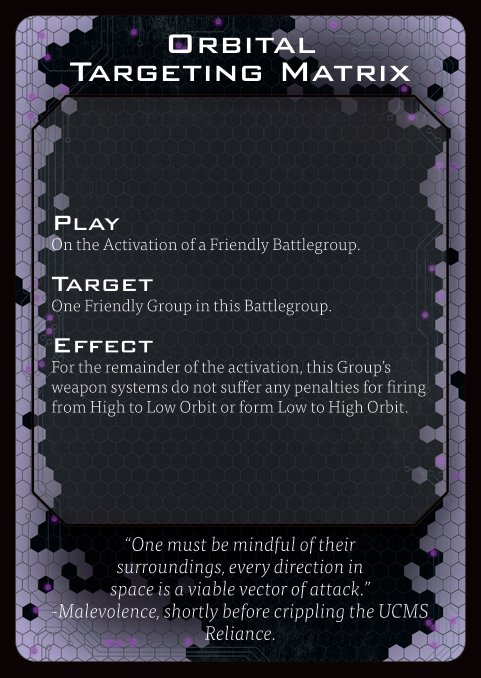 Orbital
Targeting Matrix
Play
On the Activation of a Friendly Battlegroup.
Target
One Friendly Group in this Battlegroup.
Effect
For the remainder of the activation, this Group's
weapon systems do not suffer any penalties for firing
from High to Low Orbit or form Low to High Orbit.
“One must be mindful of their
surroundings, every direction in
space is a viable vector of attack.”
-Malevolence, shortly before crippling the UCMS
Reliance.